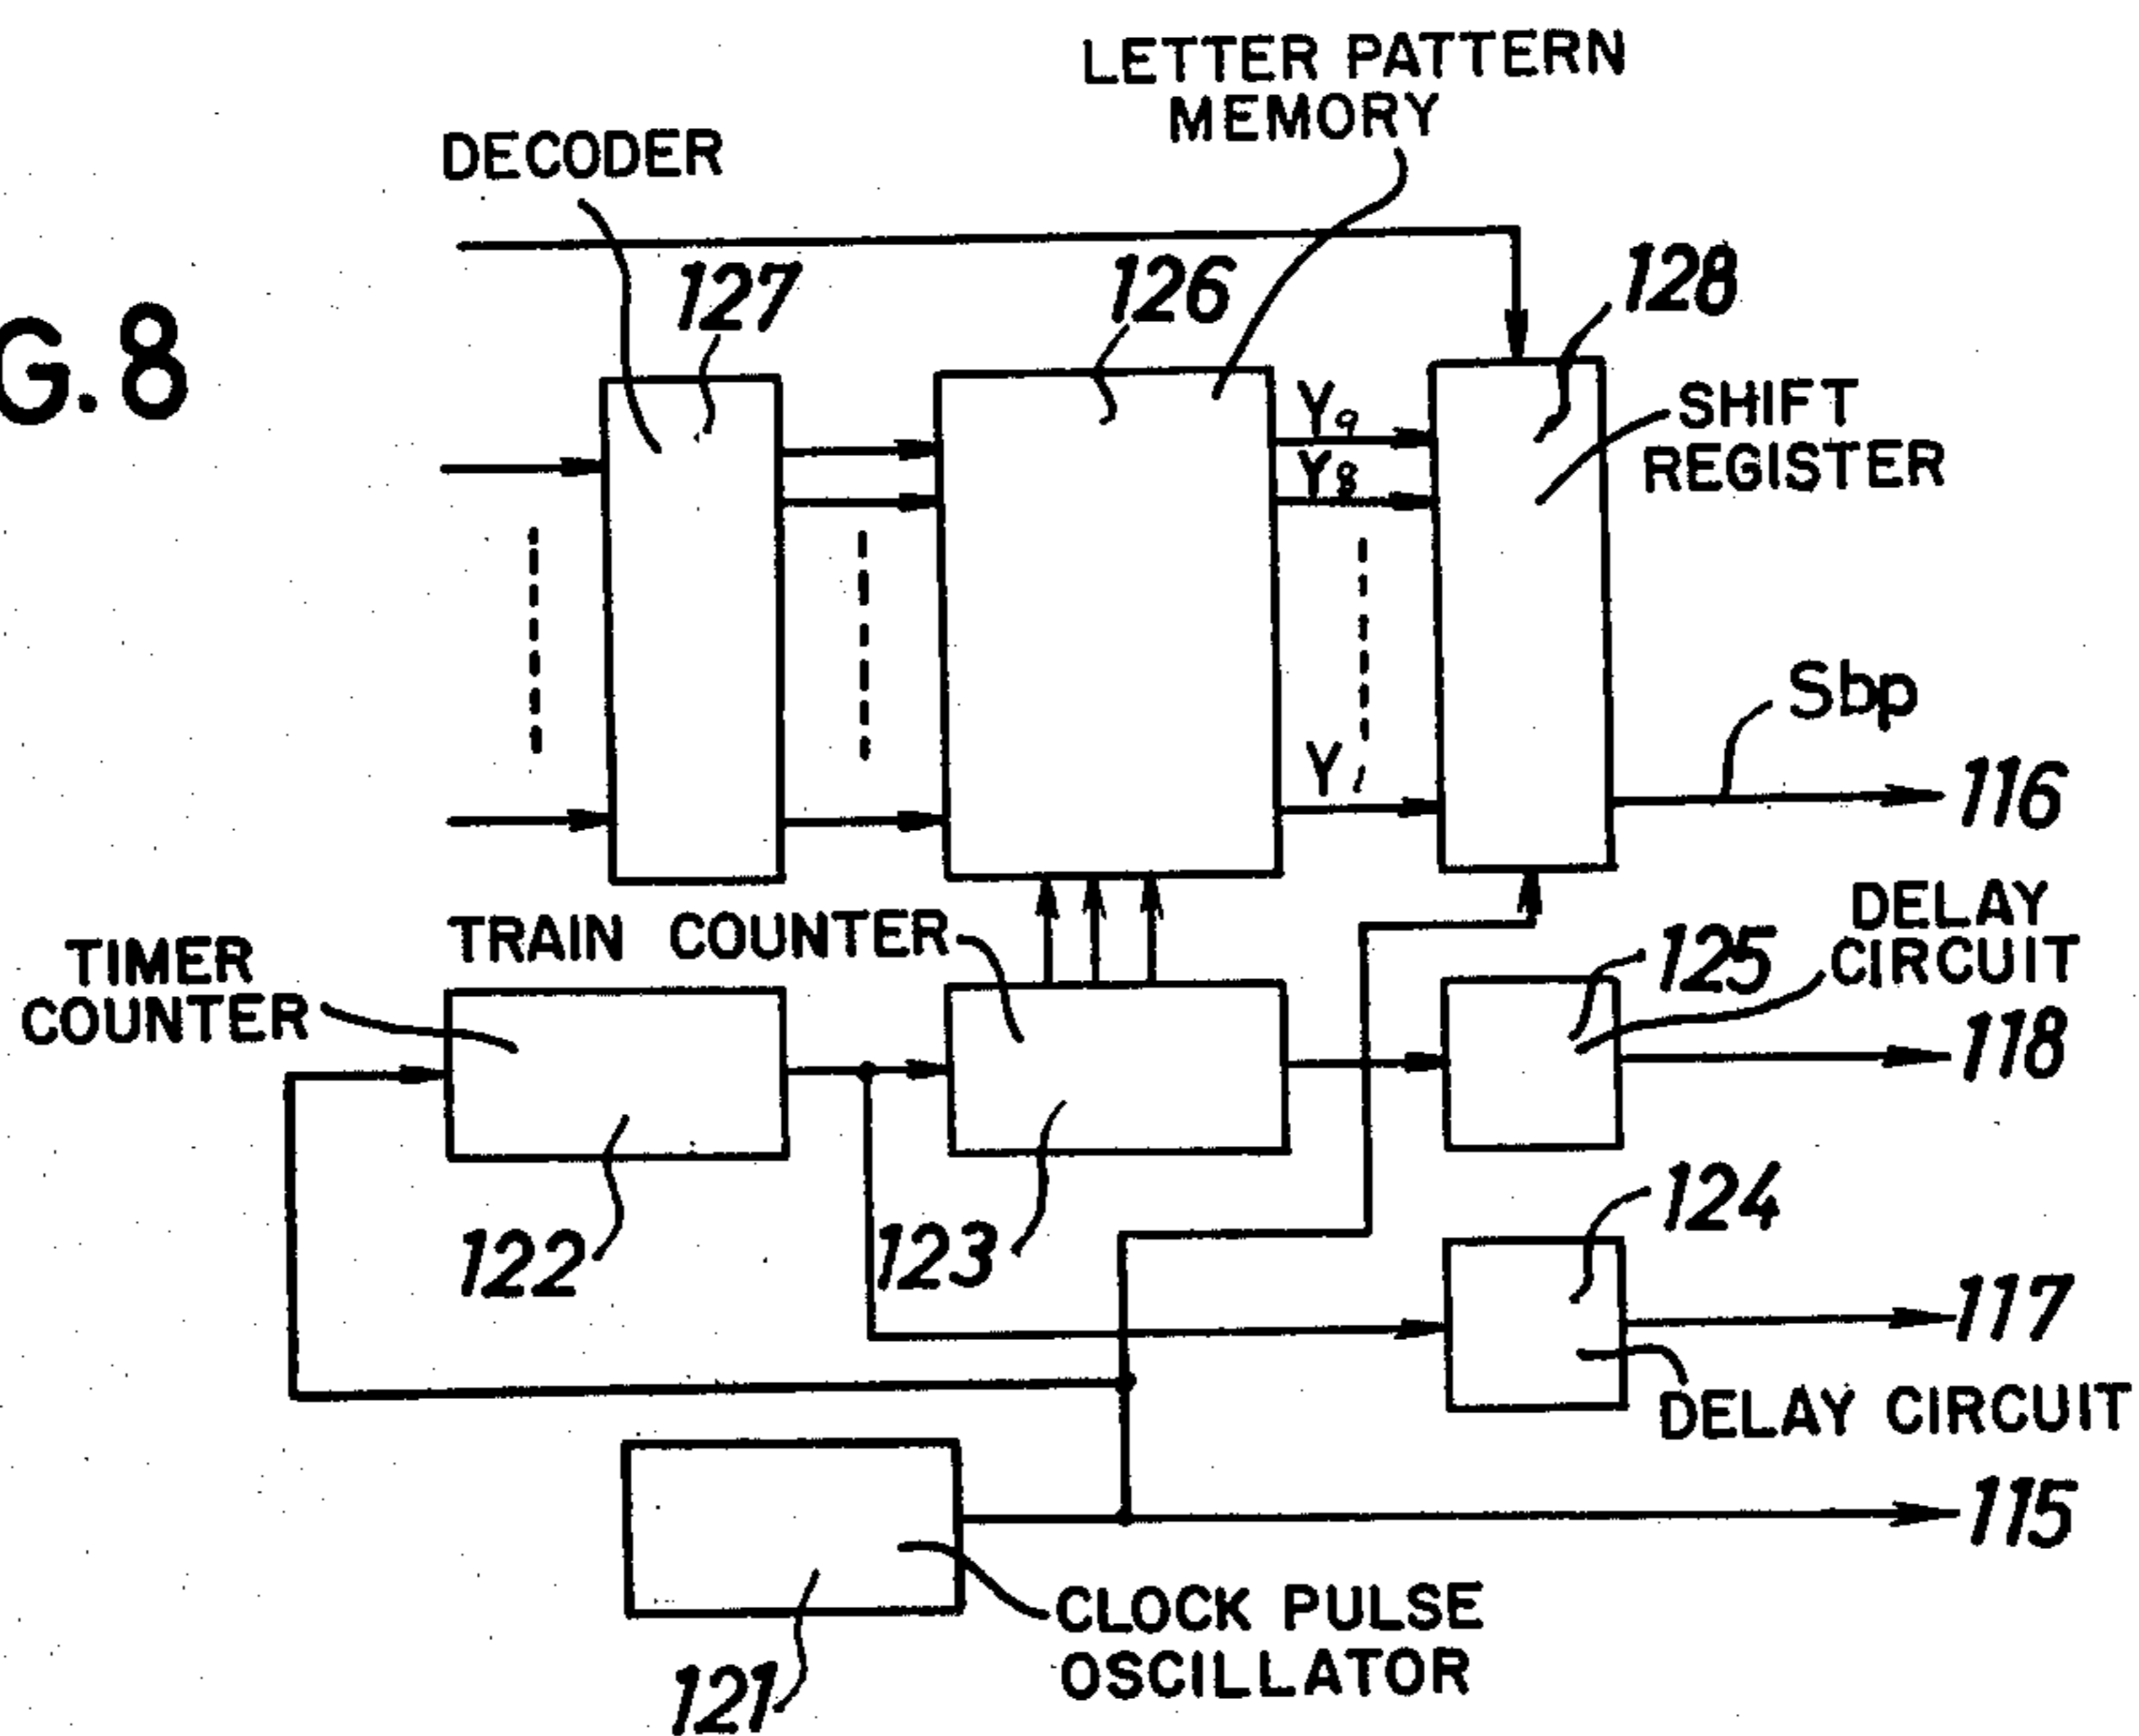 LETTER PATTERN
MEMORY
DECODER
127
126
128
G.8
Y9
SHIFT
REGISTER
Y8
Sbp
Y1
116
TRAIN COUNTER
DELAY
CIRCUIT
125
TIMER
COUNTER
118
124
122
123
117
DELAY CIRCUIT
115
CLOCK PULSE
OSCILLATOR
121